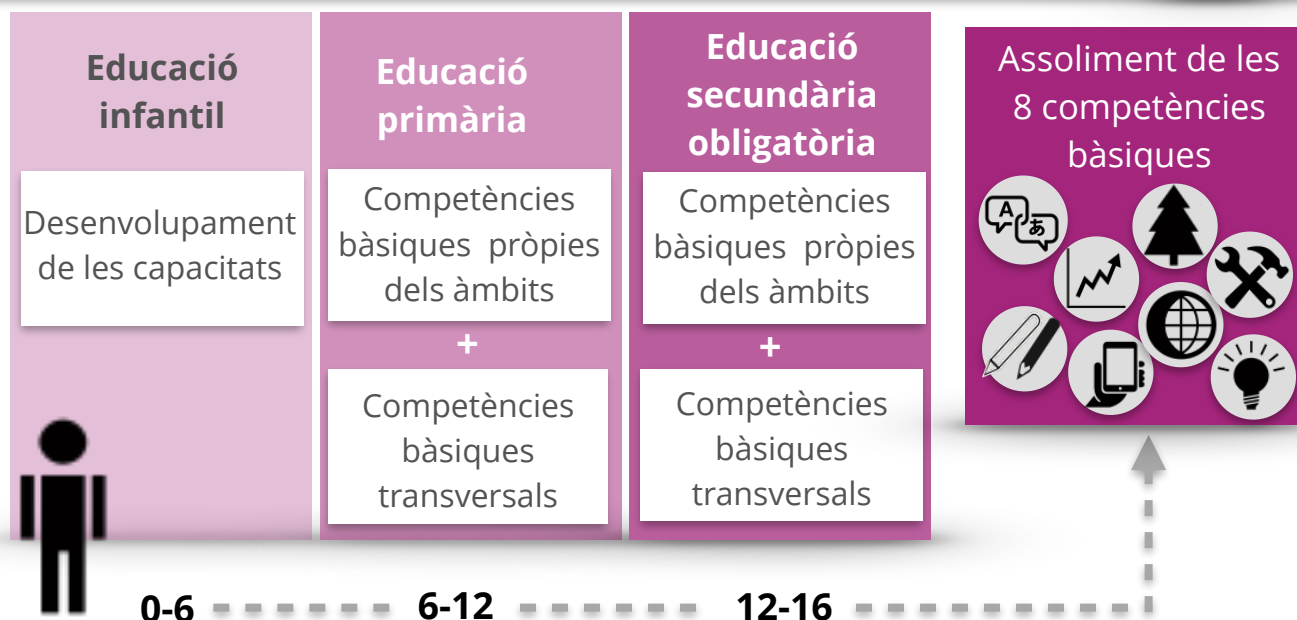 Educació
infantil
Desenvolupament
de les capacitats
Educació
primària
Competències
bàsiques pròpies
dels àmbits
+
Competències
bàsiques
transversals
Educació
secundària
obligatòria
Competències
bàsiques pròpies
dels àmbits
+
Competències
bàsiques
transversals
Assoliment de les
8 competències
bàsiques
A
あ
0-6
6-12
12-16